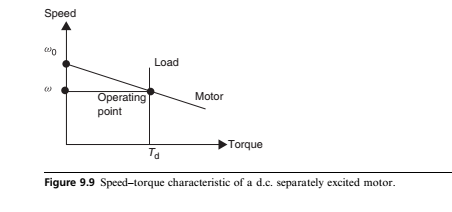 Speed
ω0
Load
ω
Operating
point
Motor
Torque
Td
Figure 9.9 Speed–torque characteristic of a d.c. separately excited motor.